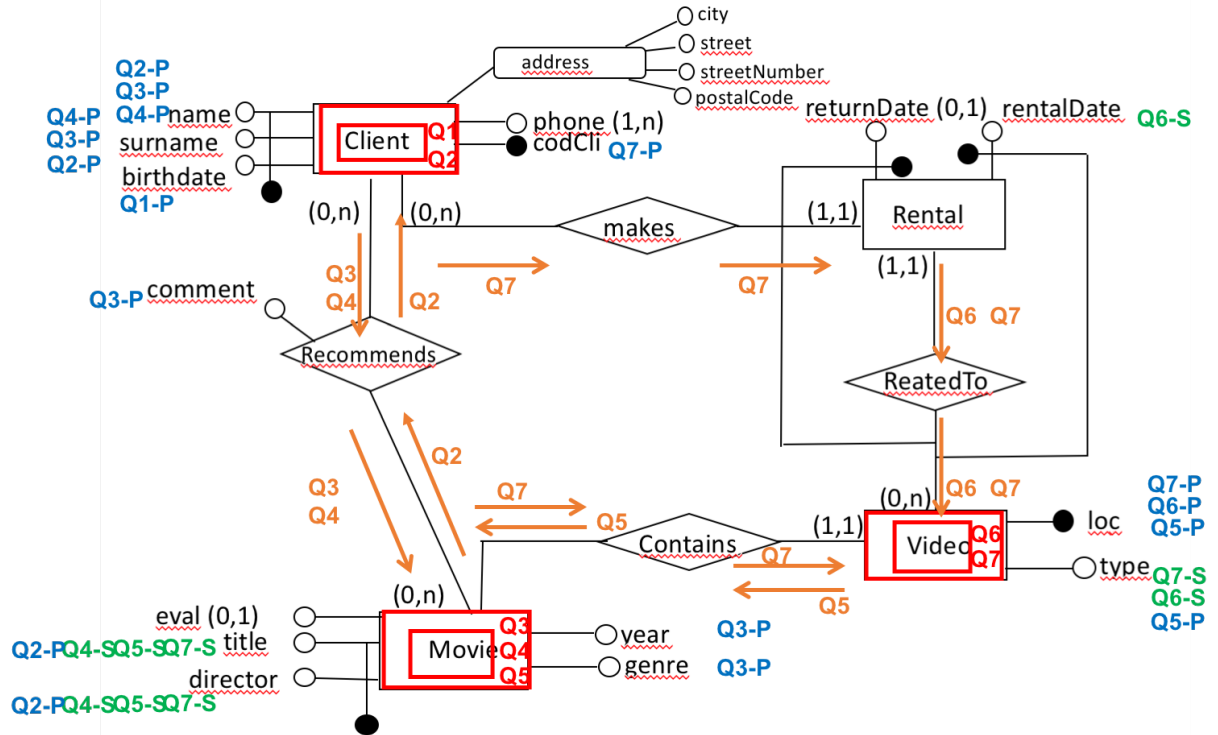 city
street
address
streetNumber
postalCode
Q2-P
Q3-P
Q4-P Q4-P name
Q3-P surname
Q2-P birthdate
Q1-P
Client Q1
Q2
phone (1,n)
codCli Q7-P
returnDate (0,1) rentalDate Q6-S
(0,n) (0,n) makes (1,1) Rental
(1,1)
Q3
Q4 Q2 Q7 Q7
Q3-P comment
Q6 Q7
Recommends
ReatedTo
Q2
Q3
Q4
Q7
Q5
Q6 Q7
(0,n)
Q7-P
Q6-P
Q5-P
loc
Contains (1,1)
Video Q6
Q7
Q7
Q5
type Q7-S
Q6-S
Q5-P
(0,n)
eval (0,1)
Q2-P Q4-S Q5-S Q7-S title
director
Q2-P Q4-S Q5-S Q7-S
Movie Q3
Q4
Q5
year Q3-P
genre Q3-P